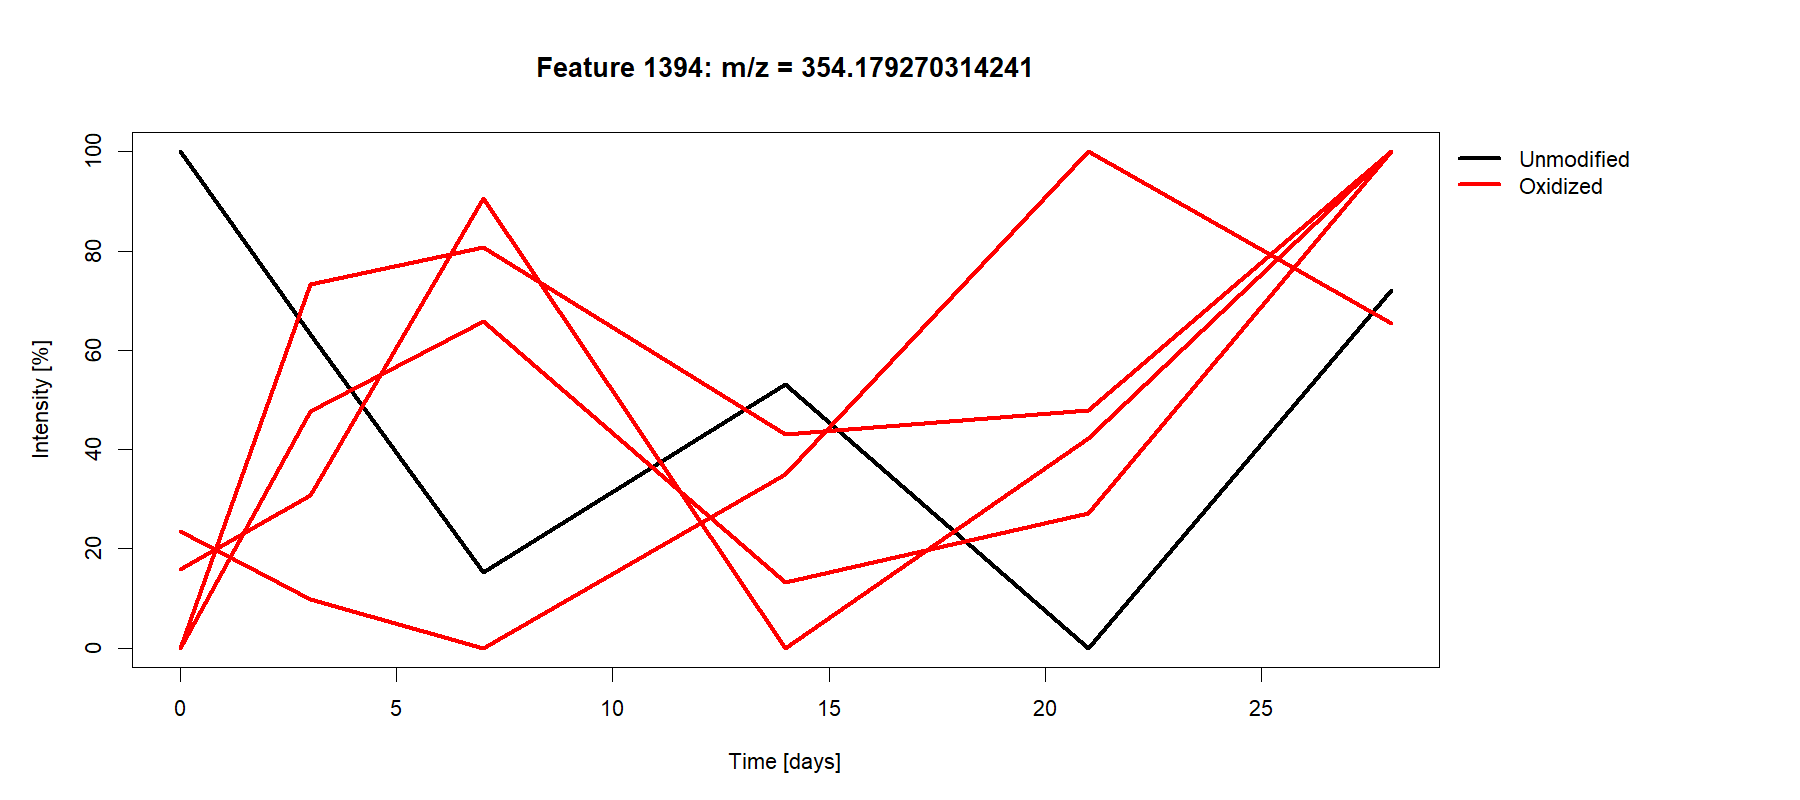 Feature 1394: m/z = 354.179270314241
Unmodified
Oxidized
Intensity [%]
100
80
60
40
20
0
0 5 10 15 20 25
Time [days]